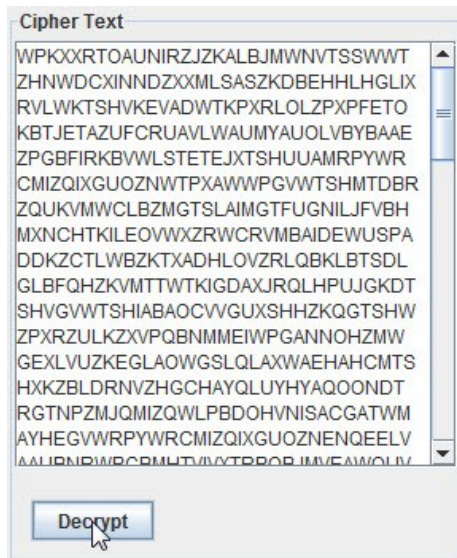 Cipher Text
WPKXXRTOAUNIRZJZKALBJMWNVTSSWWT
ZHNWDCXINNDZXXMLSASZKDBEHHLHGLIX
RVLWKTSHVKEVADWTKPXRLOLZPXPFETO
KBTJETAZUFCRUAVLWAUMYAUOLVBYBAAE
ZPGBFIRKBVWLSTETEJXTSHUUAMRPYWR
CMIZQIXGUOZNWTPXAWWPGVWTSHMTDBR
ZQUKVMWCLBZMGTSLAIMGTFUGNILJFVBH
MXNCHTKILEOVWXZRWCRVMBAIDEWUSPA
DDKZCTLWBZKTXADHLOVZRLQBKLBTSDL
GLBFQHZKVMTTWTKIGDAXJRQLHPUJGKDT
SHVGVWTSHIABAOCVVGUXSHHZKQGTSHW
ZPXRZULKZXVPQBNMMEIWPGANNOHZMW
GEXLVUZKEGLAOWGSLQLAXWAEHAHCMTS
HXKZBLDRNVZHGCHAYQLUYHYAQOONDT
RGTNPZMJQMIZQWLPBDOHVNISACGATWM
AYHEGVWRPYWRCMIZQIXGUOZNENQEELV
Decrypt